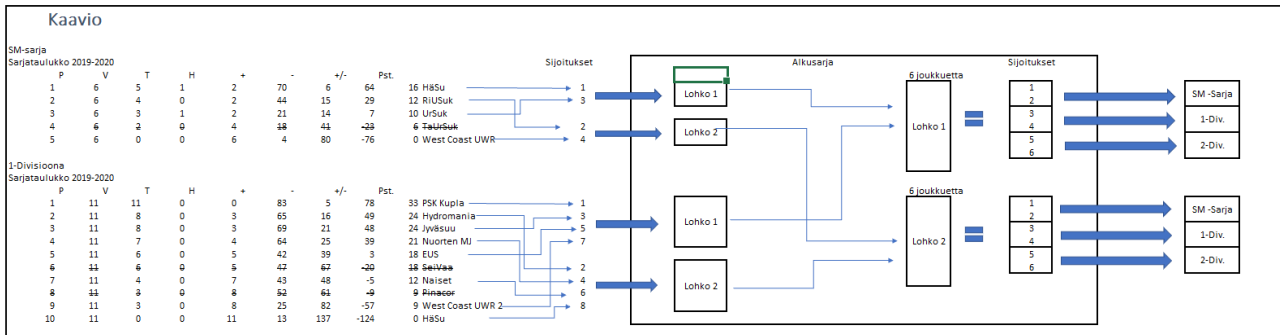 Kaavio
SM-sarja
Sarjataulukko 2019-2020 Sijoitukset Alkusarja Sijoitukset
P V T H + - +/- Pst. 6 joukkuetta
1 6 5 1 2 70 6 64 16 HäSu 1 Lohko 1 1 SM -Sarja
2 6 4 0 2 44 15 29 12 RiUSuk 3 2
3 6 3 1 2 21 14 7 10 UrSuk 3 1-Div.
4 6 2 0 4 18 41 -23 6 TaUrSuk 2 Lohko 2 Lohko 1 4
5 6 0 0 6 4 80 -76 0 West Coast UWR 4 5 2-Div.
6
1-Divisioona
Sarjataulukko 2019-2020
P V T H + - +/- Pst. 6 joukkuetta
1 11 11 0 0 83 5 78 33 PSK Kupla 1 1 SM -Sarja
2 11 8 0 3 65 16 49 24 Hydromania 3 Lohko 1 2
3 11 8 0 3 69 21 48 24 Jyväsuu 5 3 1-Div.
4 11 7 0 4 64 25 39 21 Nuorten MJ 7 Lohko 2 4
5 11 6 0 5 42 39 3 18 EUS 5 2-Div.
6 11 6 0 5 47 67 -20 18 SeiVaa 2 6
7 11 4 0 7 43 48 -5 12 Naiset 4 Lohko 2
8 11 3 0 8 52 61 -9 9 Pinacor 6
9 11 3 0 8 25 82 -57 9 West Coast UWR 2 8
10 11 0 0 11 13 137 -124 0 HäSu